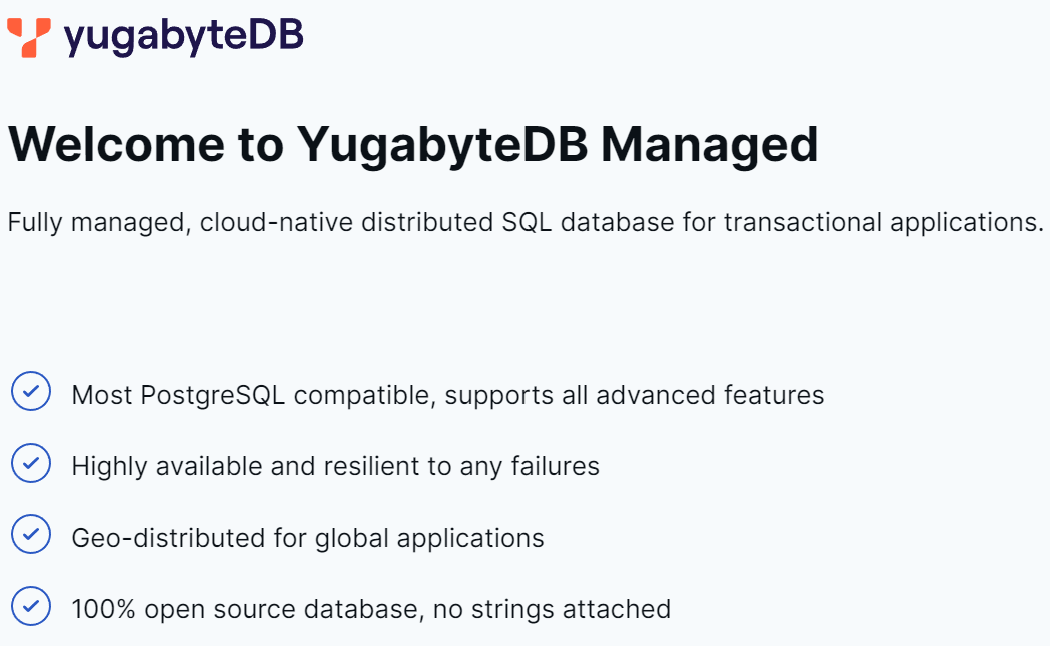 yugabyteDB
Welcome to YugabyteDB Managed
Fully managed, cloud-native distributed SQL database for transactional applications.
Most PostgreSQL compatible, supports all advanced features
Highly available and resilient to any failures
Geo-distributed for global applications
100% open source database, no strings attached